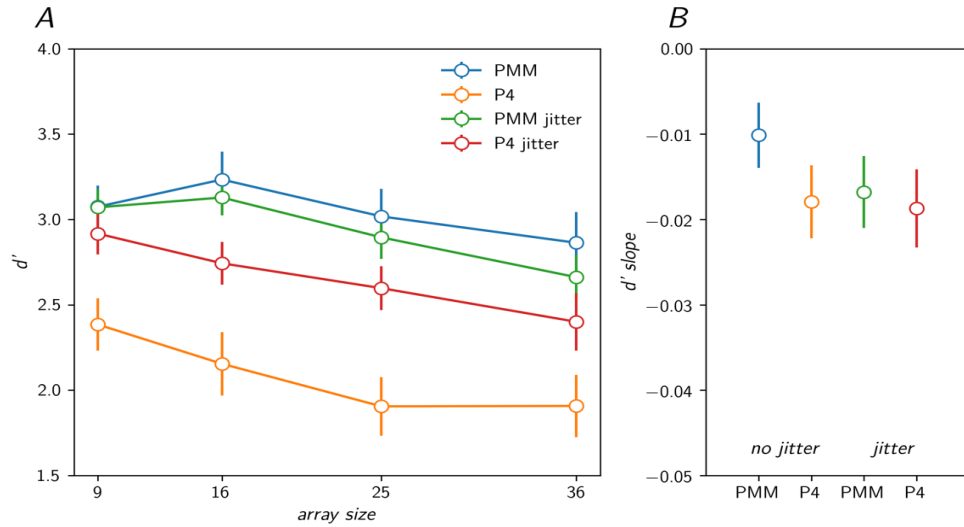 A
B
4.0
3.5
3.0
2.5
2.0
1.5
d'
PMM
P4
PMM jitter
P4 jitter
9
16
25
36
array size
0.00
−0.01
−0.02
−0.03
−0.04
−0.05
d' slope
no jitter
jitter
PMM
P4
PMM
P4